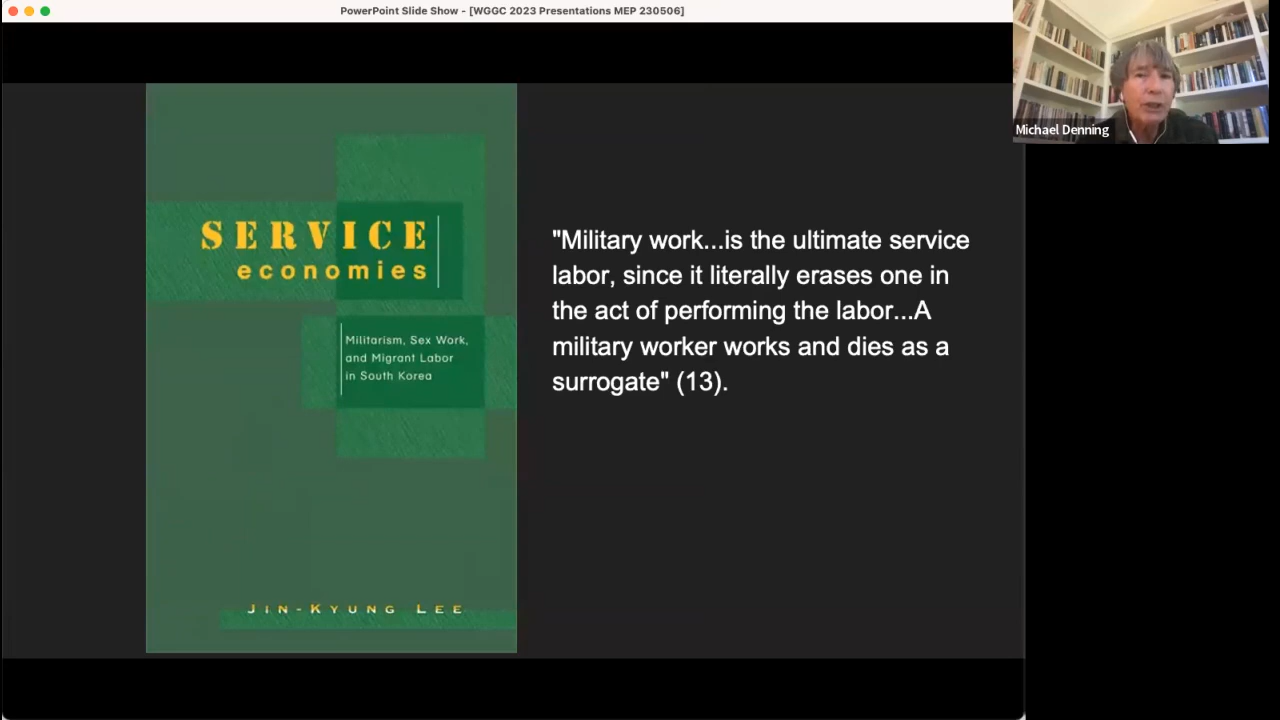 PowerPoint Slide Show - [WGGC 2023 Presentations MEP 230506]
Michael Denning
SERVICE
economies
Militarism, Sex Work,
and Migrant Labor
in South Korea
JIN-KYUNG LEE
"Military work...is the ultimate service
labor, since it literally erases one in
the act of performing the labor...A
military worker works and dies as a
surrogate" (13).